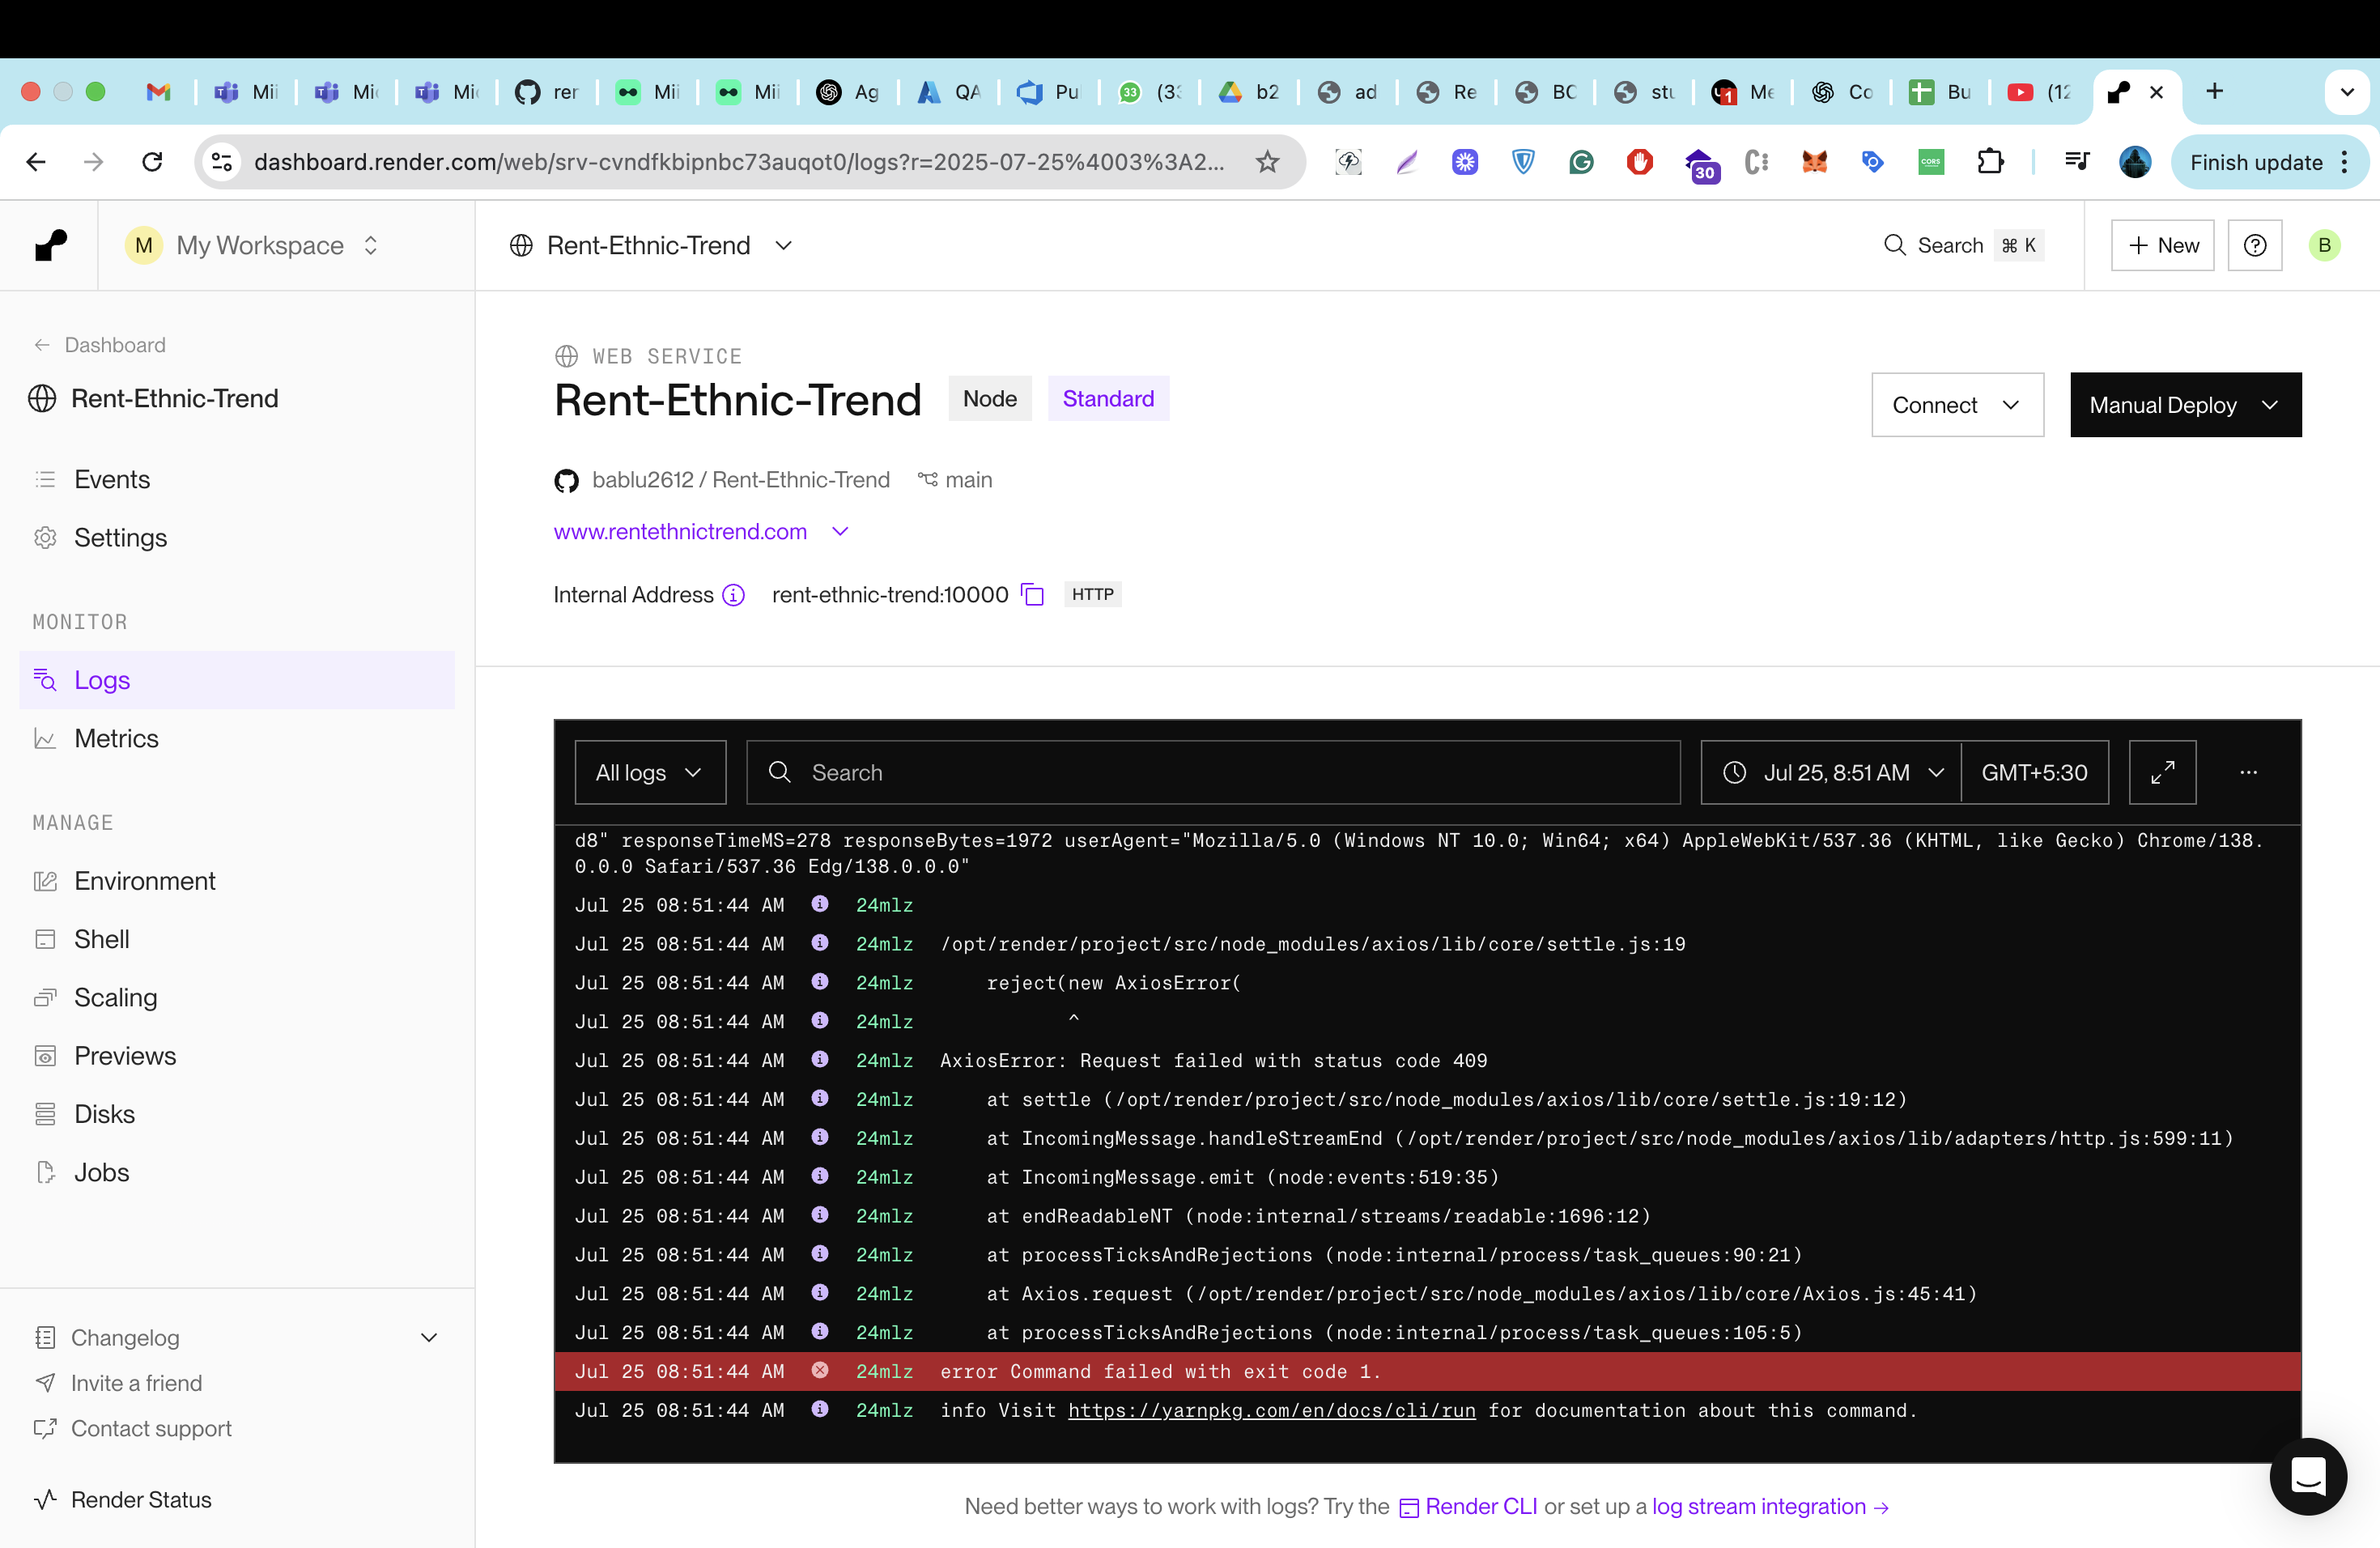 Mii
Mic
Mic
rer
Mii
Mii
Ag
QA
Pu
33
(33
b2
ad
Re
BC
stu
1
Me
Co
Bu
(12
dashboard.render.com/web/srv-cvndfkbipnbc73auqot0/logs?r=2025-07-25%4003%3A2...
30
CORS
Finish update
M My Workspace
Rent-Ethnic-Trend
Search ⌘ K
+ New
B
← Dashboard
Rent-Ethnic-Trend
Events
Settings
MONITOR
Logs
Metrics
MANAGE
Environment
Shell
Scaling
Previews
Disks
Jobs
Changelog
Invite a friend
Contact support
Render Status
WEB SERVICE
Rent-Ethnic-Trend Node Standard
Connect
Manual Deploy
bablu2612 / Rent-Ethnic-Trend main
www.rentethnictrend.com
Internal Address rent-ethnic-trend:10000 HTTP
All logs
Search
Jul 25, 8:51 AM
GMT+5:30
...
d8" responseTimeMS=278 responseBytes=1972 userAgent="Mozilla/5.0 (Windows NT 10.0; Win64; x64) AppleWebKit/537.36 (KHTML, like Gecko) Chrome/138.
0.0.0 Safari/537.36 Edg/138.0.0.0"
Jul 25 08:51:44 AM 24mlz
Jul 25 08:51:44 AM 24mlz /opt/render/project/src/node_modules/axios/lib/core/settle.js:19
Jul 25 08:51:44 AM 24mlz reject(new AxiosError(
Jul 25 08:51:44 AM 24mlz ^
Jul 25 08:51:44 AM 24mlz AxiosError: Request failed with status code 409
Jul 25 08:51:44 AM 24mlz at settle (/opt/render/project/src/node_modules/axios/lib/core/settle.js:19:12)
Jul 25 08:51:44 AM 24mlz at IncomingMessage.handleStreamEnd (/opt/render/project/src/node_modules/axios/lib/adapters/http.js:599:11)
Jul 25 08:51:44 AM 24mlz at IncomingMessage.emit (node:events:519:35)
Jul 25 08:51:44 AM 24mlz at endReadableNT (node:internal/streams/readable:1696:12)
Jul 25 08:51:44 AM 24mlz at processTicksAndRejections (node:internal/process/task_queues:90:21)
Jul 25 08:51:44 AM 24mlz at Axios.request (/opt/render/project/src/node_modules/axios/lib/core/Axios.js:45:41)
Jul 25 08:51:44 AM 24mlz at processTicksAndRejections (node:internal/process/task_queues:105:5)
Jul 25 08:51:44 AM 24mlz error Command failed with exit code 1.
Jul 25 08:51:44 AM 24mlz info Visit https://yarnpkg.com/en/docs/cli/run for documentation about this command.
Need better ways to work with logs? Try the Render CLI or set up a log stream integration →